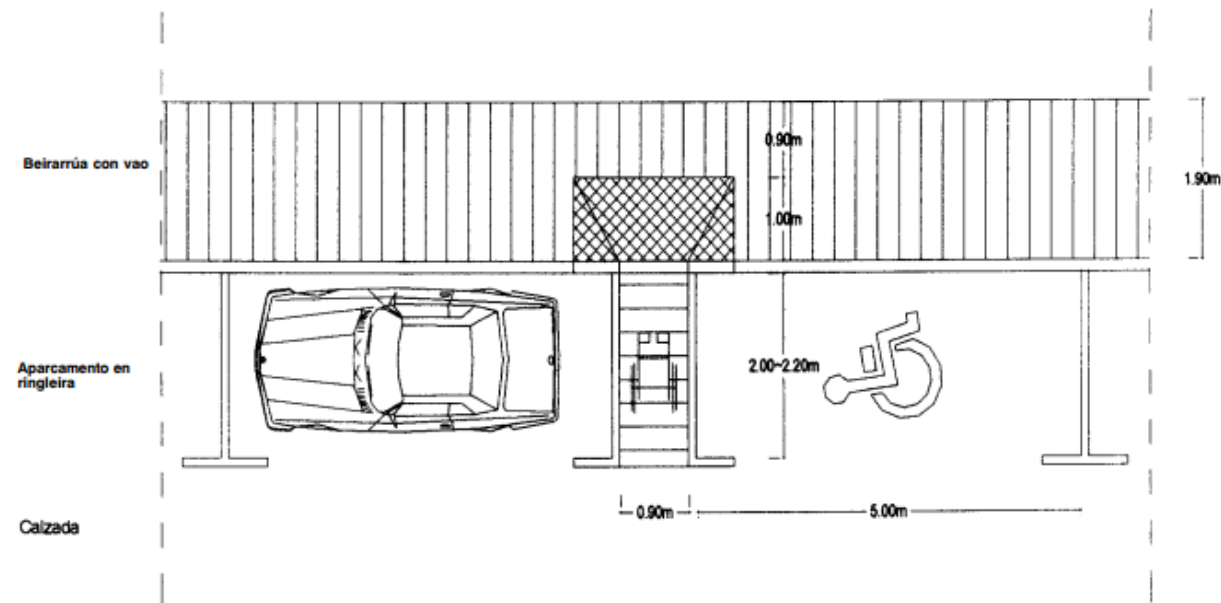 0.90m
Beirarrúa con vao
1.90m
1.00m
Aparcamento en
ringleira
2.00~2.20m
0.90m
5.00m
Calzada